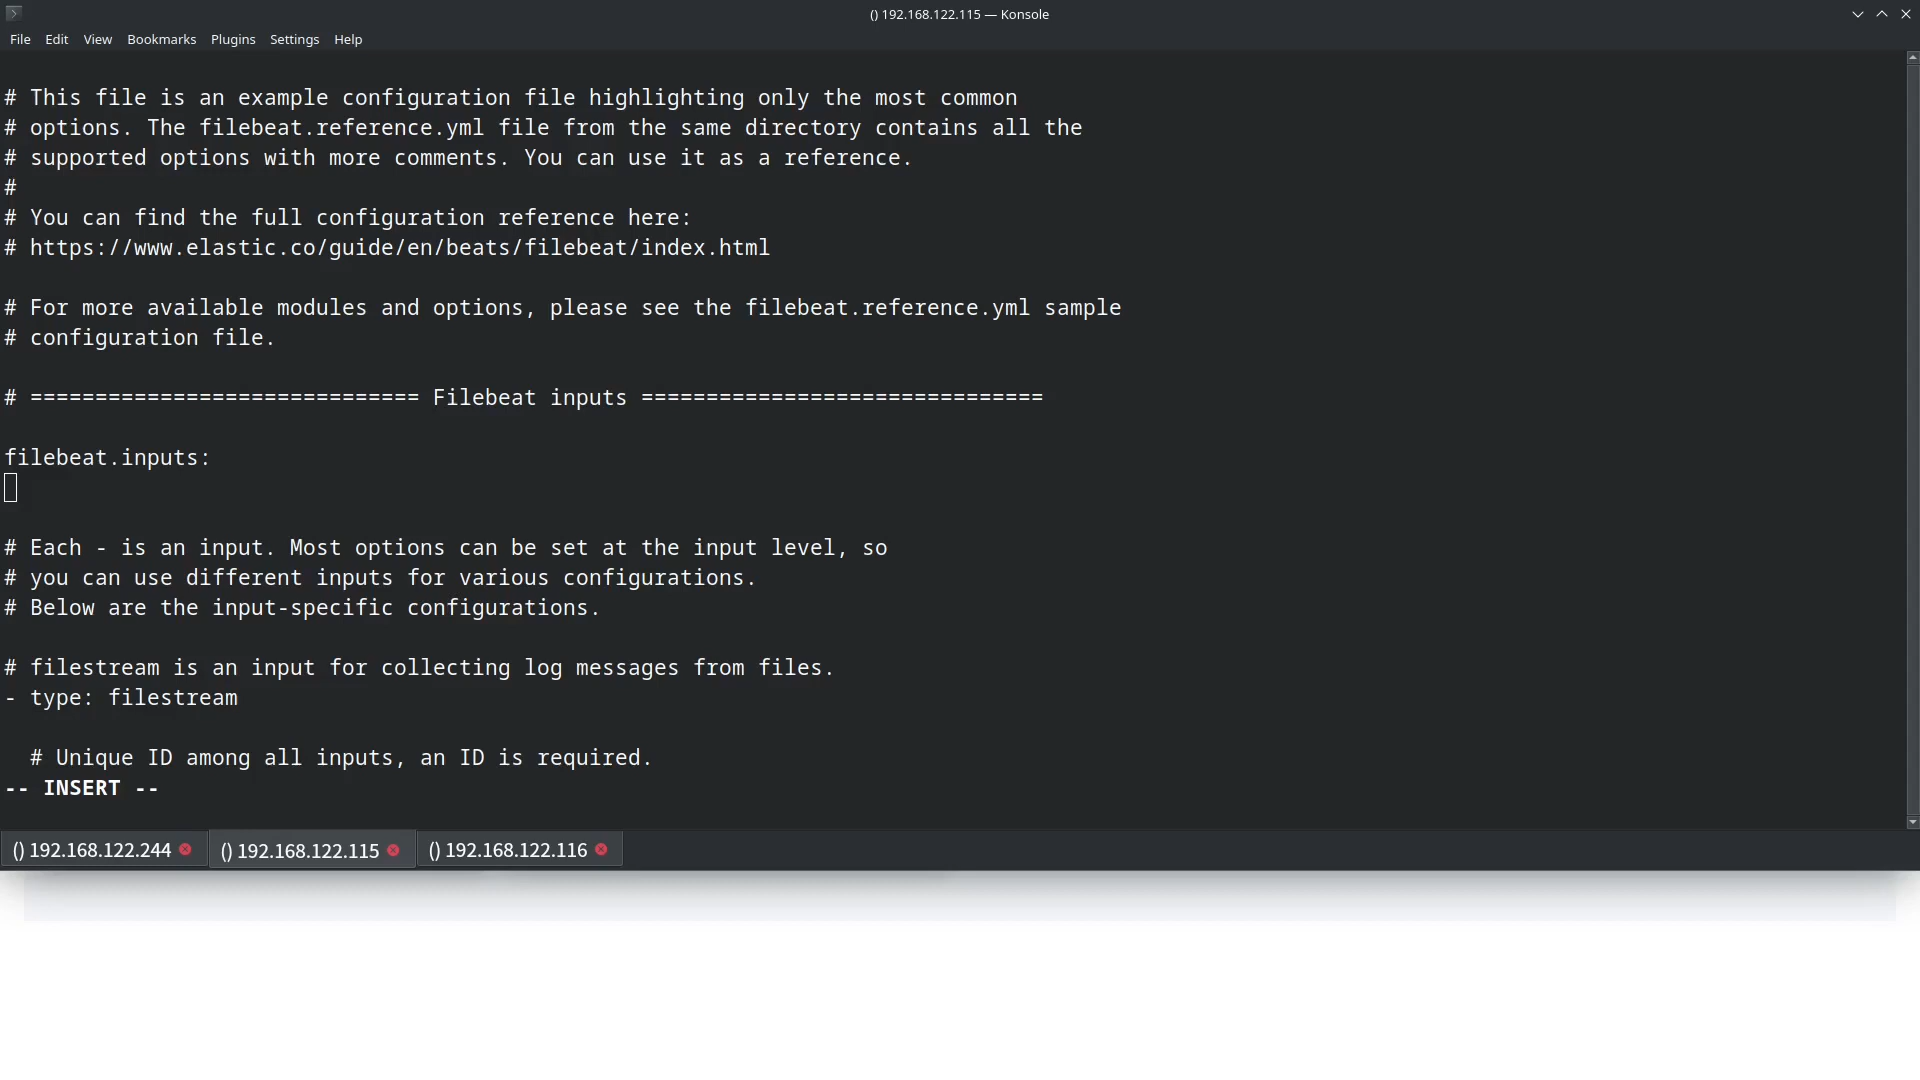 () 192.168.122.115 — Konsole
File Edit View Bookmarks Plugins Settings Help
# This file is an example configuration file highlighting only the most common
# options. The filebeat.reference.yml file from the same directory contains all the
# supported options with more comments. You can use it as a reference.
#
# You can find the full configuration reference here:
# https://www.elastic.co/guide/en/beats/filebeat/index.html
# For more available modules and options, please see the filebeat.reference.yml sample
# configuration file.
# ============================== Filebeat inputs ===============================
filebeat.inputs:
# Each - is an input. Most options can be set at the input level, so
# you can use different inputs for various configurations.
# Below are the input-specific configurations.
# filestream is an input for collecting log messages from files.
- type: filestream
# Unique ID among all inputs, an ID is required.
-- INSERT --
() 192.168.122.244 () 192.168.122.115 () 192.168.122.116